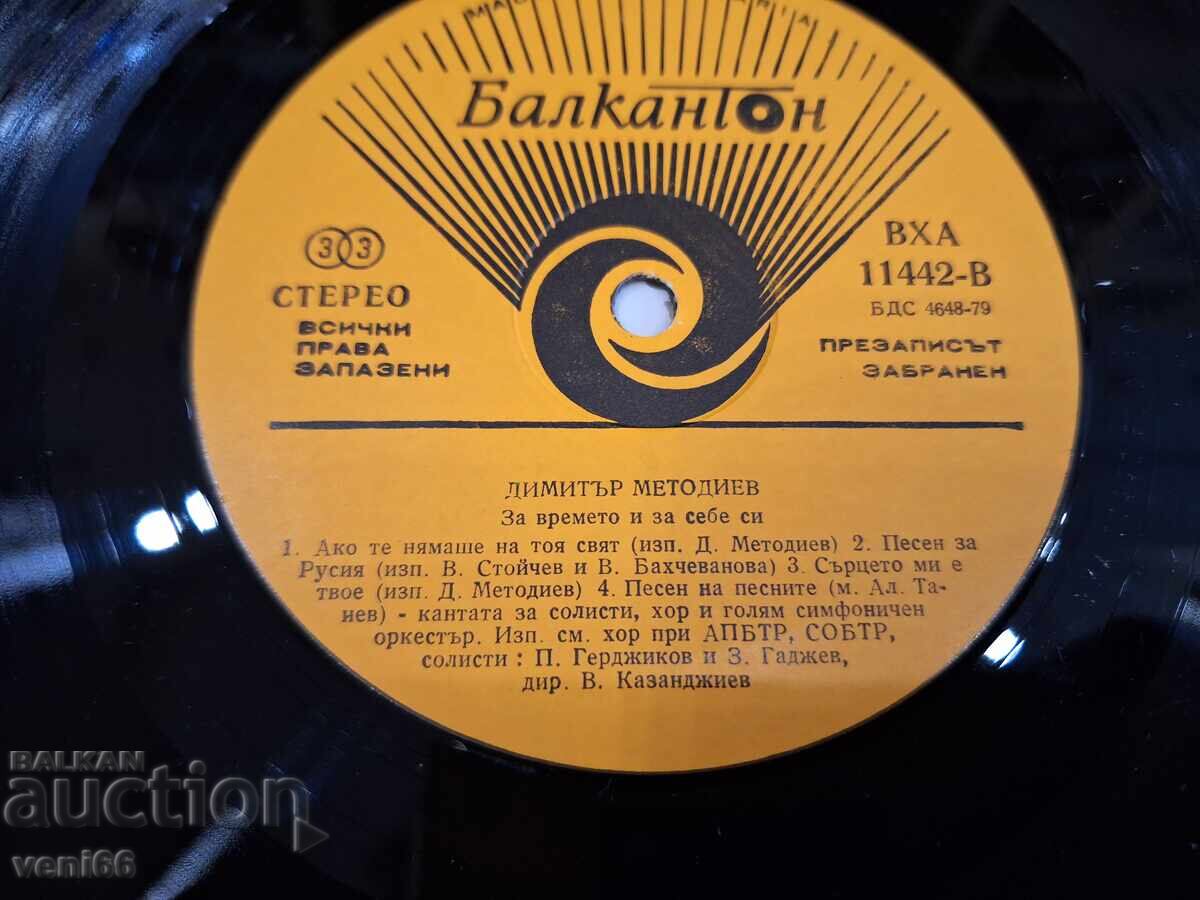 Балкантон
33
СТЕРЕО
ВСИЧКИ
ПРАВА
ЗАПАЗЕНИ
ВХА
11442-В
БДС 4648-79
ПРЕЗАПИСЪТ
ЗАБРАНЕН
ДИМИТЪР МЕТОДИЕВ
За времето и за себе си
1. Ако те нямаше на тоя свят (изп. Д. Методиев) 2. Песен за
Русия (изп. В. Стойчев и В. Бахчеванова) 3. Сърцето ми е
твое (изп. Д. Методиев) 4. Песен на песните (м. Ал. Та-
нев) - кантата за солисти, хор и голям симфоничен
оркестър. Изп. см. хор при АПБТР, СОБТР,
солисти : П. Герджиков и З. Гаджев,
дир. В. Казанджиев
BALKAN
auction
veni66